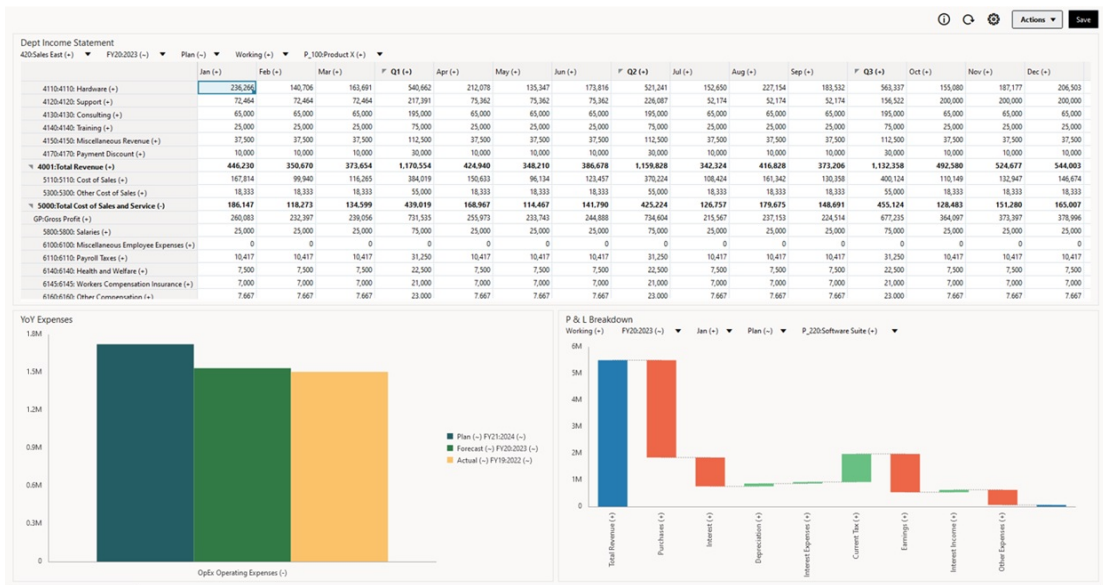 Actions ▼ Save
Dept Income Statement
420:Sales East (+) ▼ FY20:2023 (~) ▼ Plan (~) ▼ Working (+) ▼ P_100:Product X (+) ▼
Jan (+) Feb (+) Mar (+) Q1 (+) Apr (+) May (+) Jun (+) Q2 (+) Jul (+) Aug (+) Sep (+) Q3 (+) Oct (+) Nov (+) Dec (+)
4110:4110: Hardware (+) 236,266 140,706 163,691 540,662 212,078 135,347 173,816 521,241 152,650 227,154 183,532 563,337 155,080 187,177 206,503
4120:4120: Support (+) 72,464 72,464 72,464 217,391 75,362 75,362 75,362 226,087 52,174 52,174 52,174 156,522 200,000 200,000 200,000
4130:4130: Consulting (+) 65,000 65,000 65,000 195,000 65,000 65,000 65,000 195,000 65,000 65,000 65,000 195,000 65,000 65,000 65,000
4140:4140: Training (+) 25,000 25,000 25,000 75,000 25,000 25,000 25,000 75,000 25,000 25,000 25,000 75,000 25,000 25,000 25,000
4150:4150: Miscellaneous Revenue (+) 37,500 37,500 37,500 112,500 37,500 37,500 37,500 112,500 37,500 37,500 37,500 112,500 37,500 37,500 37,500
4170:4170: Payment Discount (+) 10,000 10,000 10,000 30,000 10,000 10,000 10,000 30,000 10,000 10,000 10,000 30,000 10,000 10,000 10,000
4001:Total Revenue (+) 446,230 350,670 373,654 1,170,554 424,940 348,210 386,678 1,159,828 342,324 416,828 373,206 1,132,358 492,580 524,677 544,003
5110:5110: Cost of Sales (+) 167,814 99,940 116,265 384,019 150,633 96,134 123,457 370,224 108,424 161,342 130,358 400,124 110,149 132,947 146,674
5300:5300: Other Cost of Sales (+) 18,333 18,333 18,333 55,000 18,333 18,333 18,333 55,000 18,333 18,333 18,333 55,000 18,333 18,333 18,333
5000:Total Cost of Sales and Service (-) 186,147 118,273 134,599 439,019 168,967 114,467 141,790 425,224 126,757 179,675 148,691 455,124 128,483 151,280 165,007
GP:Gross Profit (+) 260,083 232,397 239,056 731,535 255,973 233,743 244,888 734,604 215,567 237,153 224,514 677,235 364,097 373,397 378,996
5800:5800: Salaries (+) 25,000 25,000 25,000 75,000 25,000 25,000 25,000 75,000 25,000 25,000 25,000 75,000 25,000 25,000 25,000
6100:6100: Miscellaneous Employee Expenses (+) 0 0 0 0 0 0 0 0 0 0 0 0 0 0 0
6110:6110: Payroll Taxes (+) 10,417 10,417 10,417 31,250 10,417 10,417 10,417 31,250 10,417 10,417 10,417 31,250 10,417 10,417 10,417
6140:6140: Health and Welfare (+) 7,500 7,500 7,500 22,500 7,500 7,500 7,500 22,500 7,500 7,500 7,500 22,500 7,500 7,500 7,500
6145:6145: Workers Compensation Insurance (+) 7,000 7,000 7,000 21,000 7,000 7,000 7,000 21,000 7,000 7,000 7,000 21,000 7,000 7,000 7,000
6160:6160: Other Compensation (+) 7,667 7,667 7,667 23,000 7,667 7,667 7,667 23,000 7,667 7,667 7,667 23,000 7,667 7,667 7,667
YoY Expenses
1.8M
1.5M
1.2M
0.9M
0.6M
0.3M
0
OpEx Operating Expenses (-)
Plan (~) FY21:2024 (~)
Forecast (~) FY20:2023 (~)
Actual (~) FY19:2022 (~)
P & L Breakdown
Working (+) FY20:2023 (~) ▼ Jan (+) ▼ Plan (~) ▼ P_220:Software Suite (+) ▼
6M
5M
4M
3M
2M
1M
0
Total Revenue (+)
Purchases (+)
Interest (+)
Depreciation (+)
Interest Expenses (+)
Current Tax (+)
Earnings (+)
Interest Income (+)
Other Expenses (+)